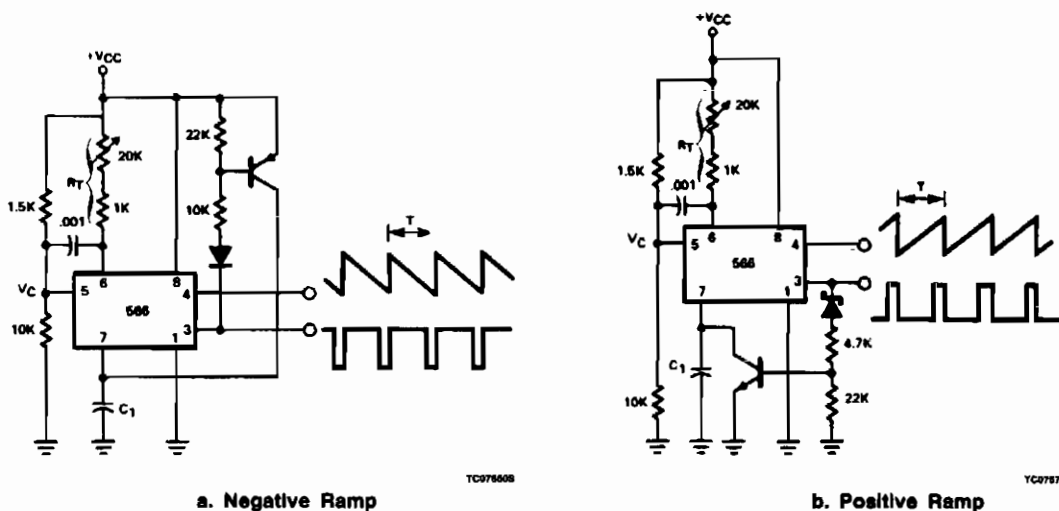 +VCC
22K
20K
RT
1.5K
.001
1K
10K
T
VC
5
6
8
4
566
3
7
1
10K
C1
TC07660S
a. Negative Ramp
+VCC
20K
RT
1.5K
.001
1K
T
VC
5
6
8
4
566
3
7
1
4.7K
C1
10K
22K
YC0767
b. Positive Ramp